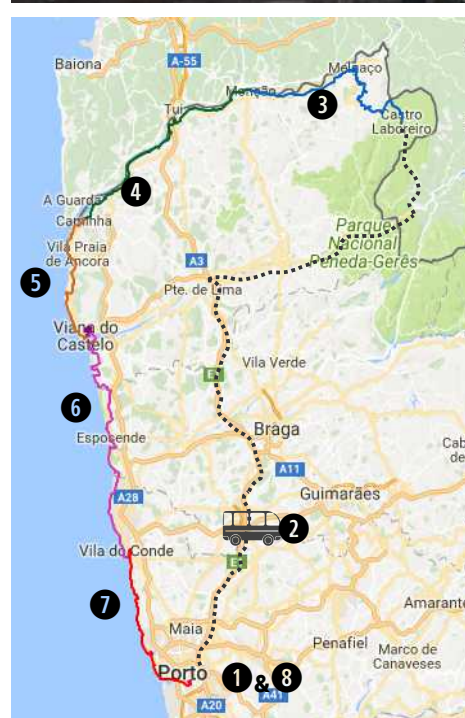 Baiona
A-55
Melgaço
Monção
3
Tui
Castro
Laboreiro
4
A Guarda
Caminha
Parque
Nacional
Peneda-Gerês
Vila Praia
de Ancora
A3
5
Pte. de Lima
Viana do
Castelo
Vila Verde
6
Esposende
Braga
A11
Guimarães
A28
2
Vila do Conde
7
Amarante
Maia
Penafiel
Marco de
Canaveses
Porto
1 & 8
A41
A20